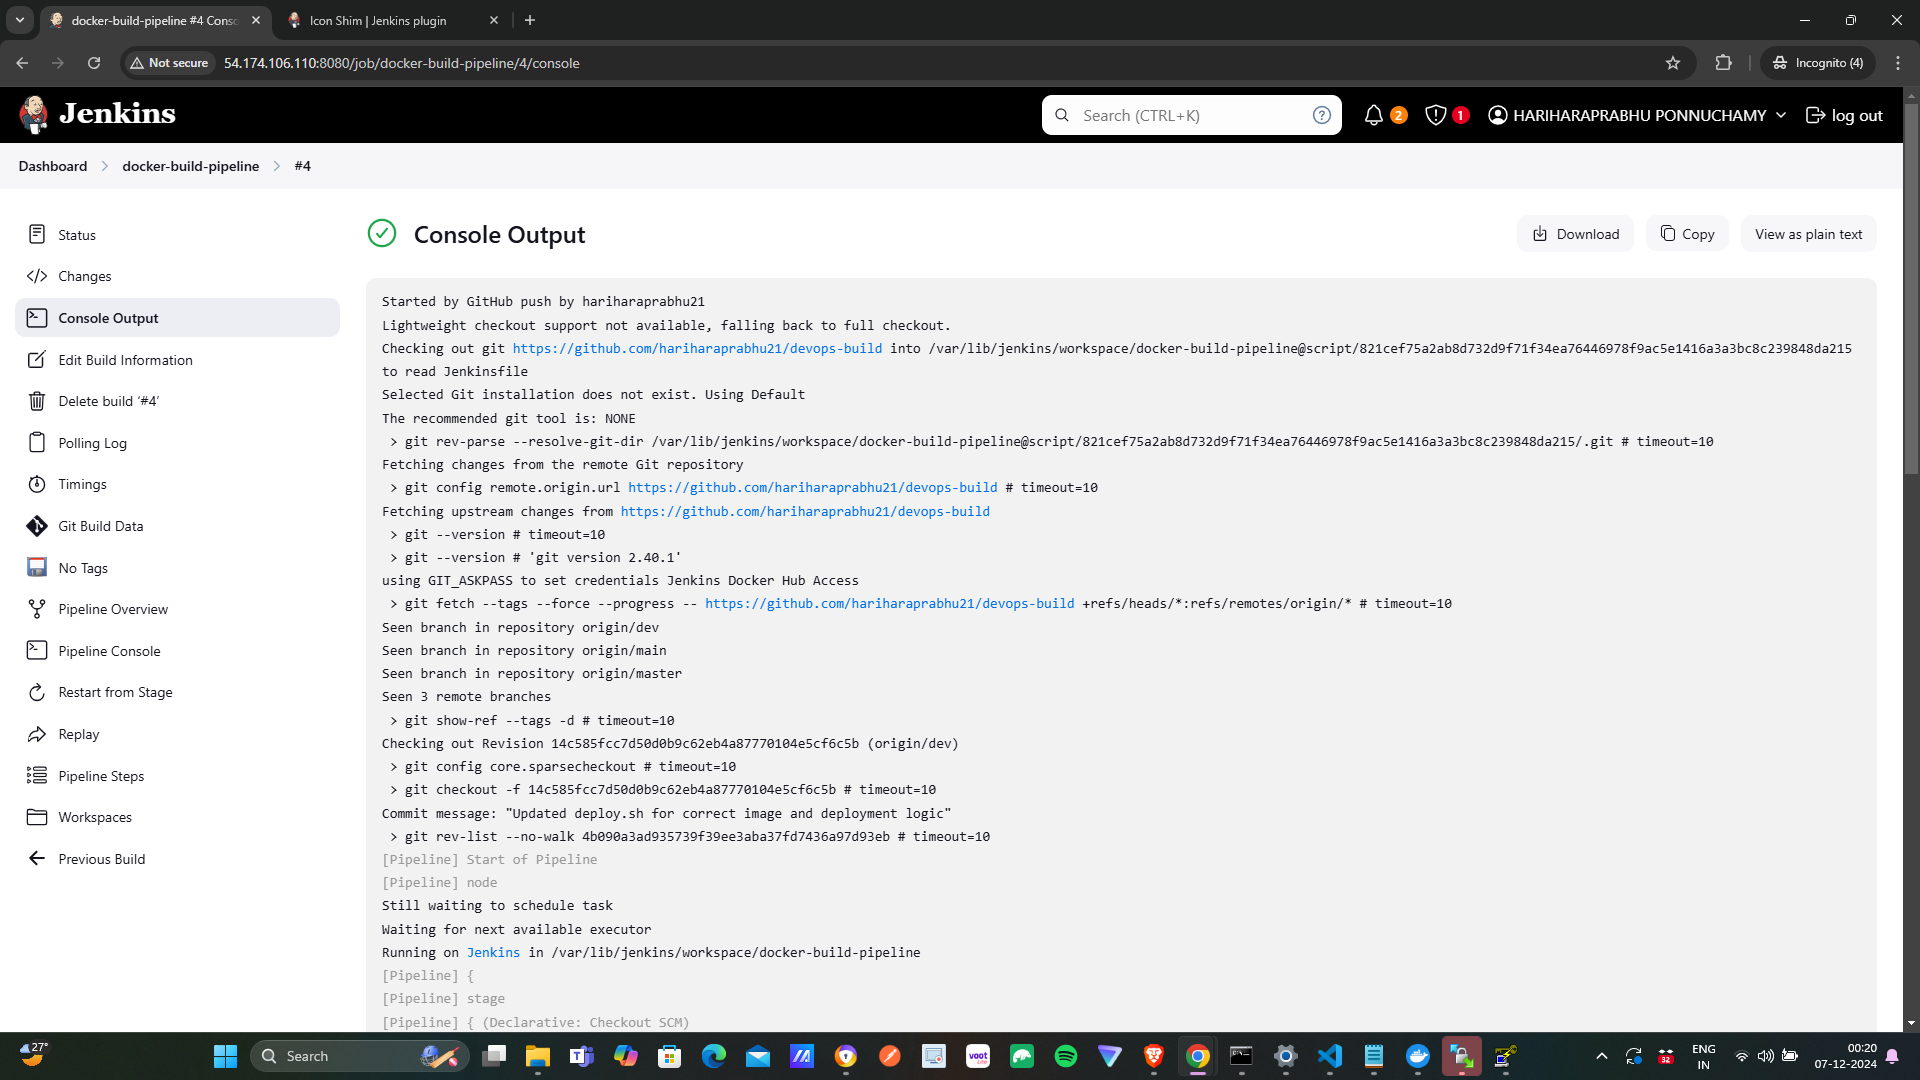 docker-build-pipeline #4 Conso
Icon Shim | Jenkins plugin
Not secure
54.174.106.110:8080/job/docker-build-pipeline/4/console
Incognito (4)
Jenkins
Search (CTRL+K)
2
1
HARIHARAPRABHU PONNUCHAMY
log out
Dashboard
docker-build-pipeline
#4
Status
Changes
Console Output
Edit Build Information
Delete build ‘#4’
Polling Log
Timings
Git Build Data
No Tags
Pipeline Overview
Pipeline Console
Restart from Stage
Replay
Pipeline Steps
Workspaces
Previous Build
Console Output
Download
Copy
View as plain text
Started by GitHub push by hariharaprabhu21
Lightweight checkout support not available, falling back to full checkout.
Checking out git https://github.com/hariharaprabhu21/devops-build into /var/lib/jenkins/workspace/docker-build-pipeline@script/821cef75a2ab8d732d9f71f34ea76446978f9ac5e1416a3a3bc8c239848da215
to read Jenkinsfile
Selected Git installation does not exist. Using Default
The recommended git tool is: NONE
> git rev-parse --resolve-git-dir /var/lib/jenkins/workspace/docker-build-pipeline@script/821cef75a2ab8d732d9f71f34ea76446978f9ac5e1416a3a3bc8c239848da215/.git # timeout=10
Fetching changes from the remote Git repository
> git config remote.origin.url https://github.com/hariharaprabhu21/devops-build # timeout=10
Fetching upstream changes from https://github.com/hariharaprabhu21/devops-build
> git --version # timeout=10
> git --version # 'git version 2.40.1'
using GIT_ASKPASS to set credentials Jenkins Docker Hub Access
> git fetch --tags --force --progress -- https://github.com/hariharaprabhu21/devops-build +refs/heads/*:refs/remotes/origin/* # timeout=10
Seen branch in repository origin/dev
Seen branch in repository origin/main
Seen branch in repository origin/master
Seen 3 remote branches
> git show-ref --tags -d # timeout=10
Checking out Revision 14c585fcc7d50d0b9c62eb4a87770104e5cf6c5b (origin/dev)
> git config core.sparsecheckout # timeout=10
> git checkout -f 14c585fcc7d50d0b9c62eb4a87770104e5cf6c5b # timeout=10
Commit message: "Updated deploy.sh for correct image and deployment logic"
> git rev-list --no-walk 4b090a3ad935739f39ee3aba37fd7436a97d93eb # timeout=10
[Pipeline] Start of Pipeline
[Pipeline] node
Still waiting to schedule task
Waiting for next available executor
Running on Jenkins in /var/lib/jenkins/workspace/docker-build-pipeline
[Pipeline] {
[Pipeline] stage
[Pipeline] { (Declarative: Checkout SCM)
27°
Search
voot
32
ENG
IN
00:20
07-12-2024